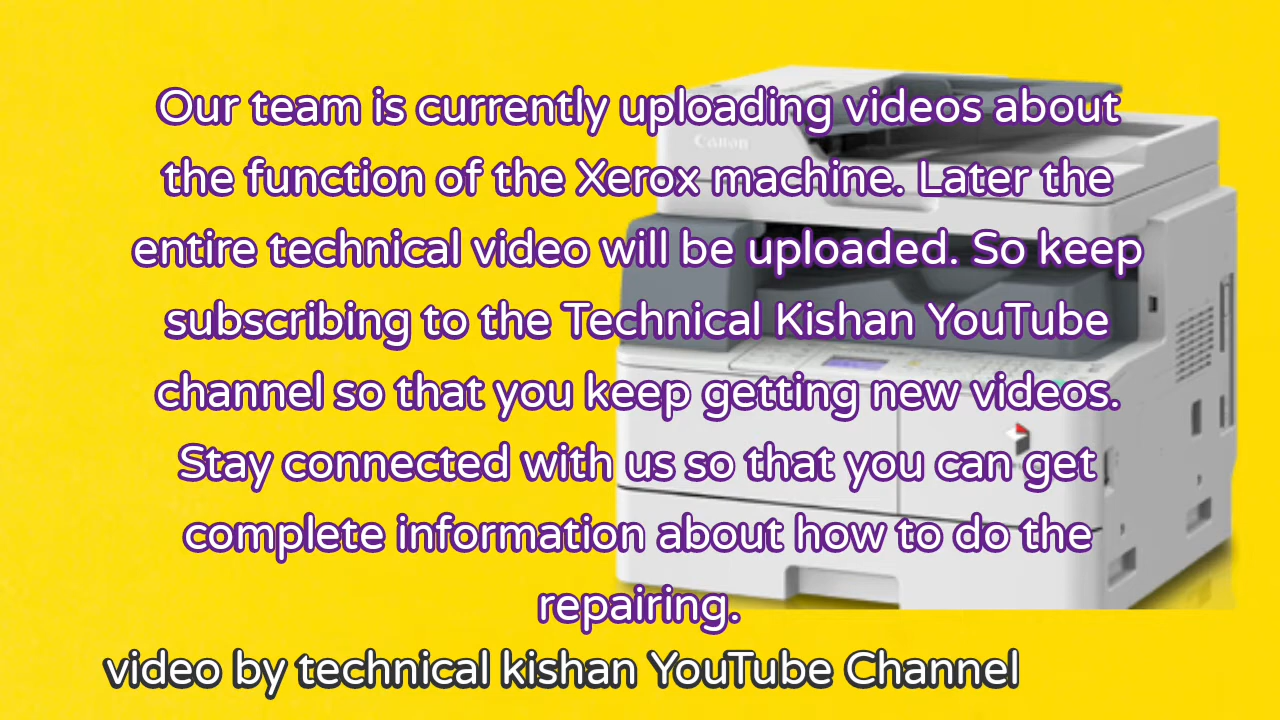 Our team is currently uploading videos about
Canon
the function of the Xerox machine. Later the
entire technical video will be uploaded. So keep
subscribing to the Technical Kishan YouTube
channel so that you keep getting new videos.
Stay connected with us so that you can get
complete information about how to do the
repairing.
video by technical kishan YouTube Channel